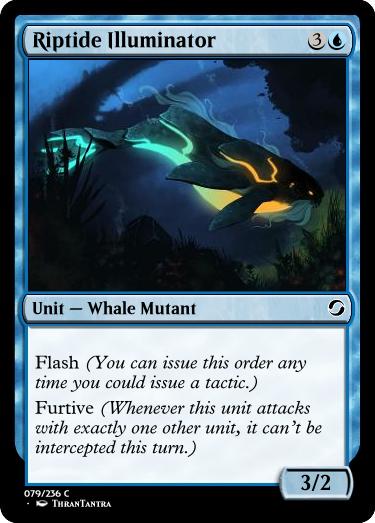 Riptide Illuminator 3
Unit — Whale Mutant
Flash (You can issue this order any
time you could issue a tactic.)
Furtive (Whenever this unit attacks
with exactly one other unit, it can't be
intercepted this turn.)
3/2
079/236 C
· ThranTantra